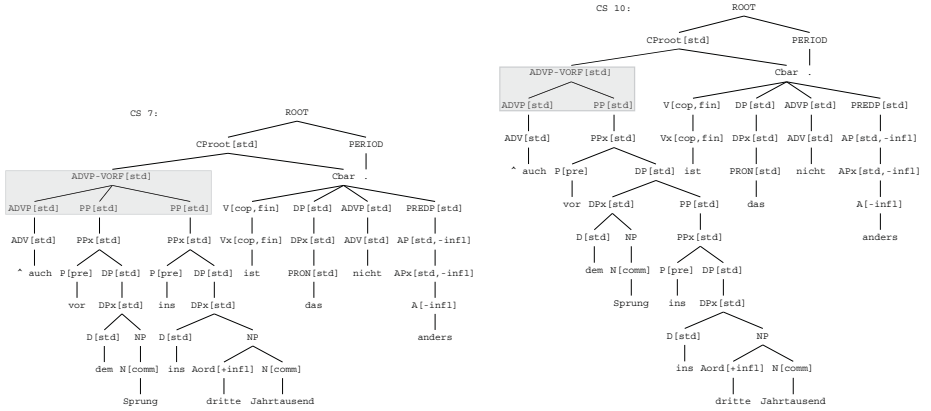 CS 7:
ROOT
CProot[std] PERIOD
ADVP-VORF[std] Cbar .
ADVP[std] PP[std] PP[std] V[cop,fin] DP[std] ADVP[std] PREDP[std]
ADV[std] PPx[std] PPx[std] Vx[cop,fin] DPx[std] ADV[std] AP[std,-infl]
^ auch P[pre] DP[std] P[pre] DP[std] ist PRON[std] nicht APx[std,-infl]
vor DPx[std] ins DPx[std] das A[-infl]
D[std] NP D[std] NP anders
dem N[comm] ins Aord[+infl] N[comm]
Sprung dritte Jahrtausend
CS 10:
ROOT
CProot[std] PERIOD
ADVP-VORF[std] Cbar .
ADVP[std] PP[std] V[cop,fin] DP[std] ADVP[std] PREDP[std]
ADV[std] PPx[std] Vx[cop,fin] DPx[std] ADV[std] AP[std,-infl]
^ auch P[pre] DP[std] ist PRON[std] nicht APx[std,-infl]
vor DPx[std] PP[std] das A[-infl]
D[std] NP PPx[std] anders
dem N[comm] P[pre] DP[std]
Sprung ins DPx[std]
D[std] NP
ins Aord[+infl] N[comm]
dritte Jahrtausend